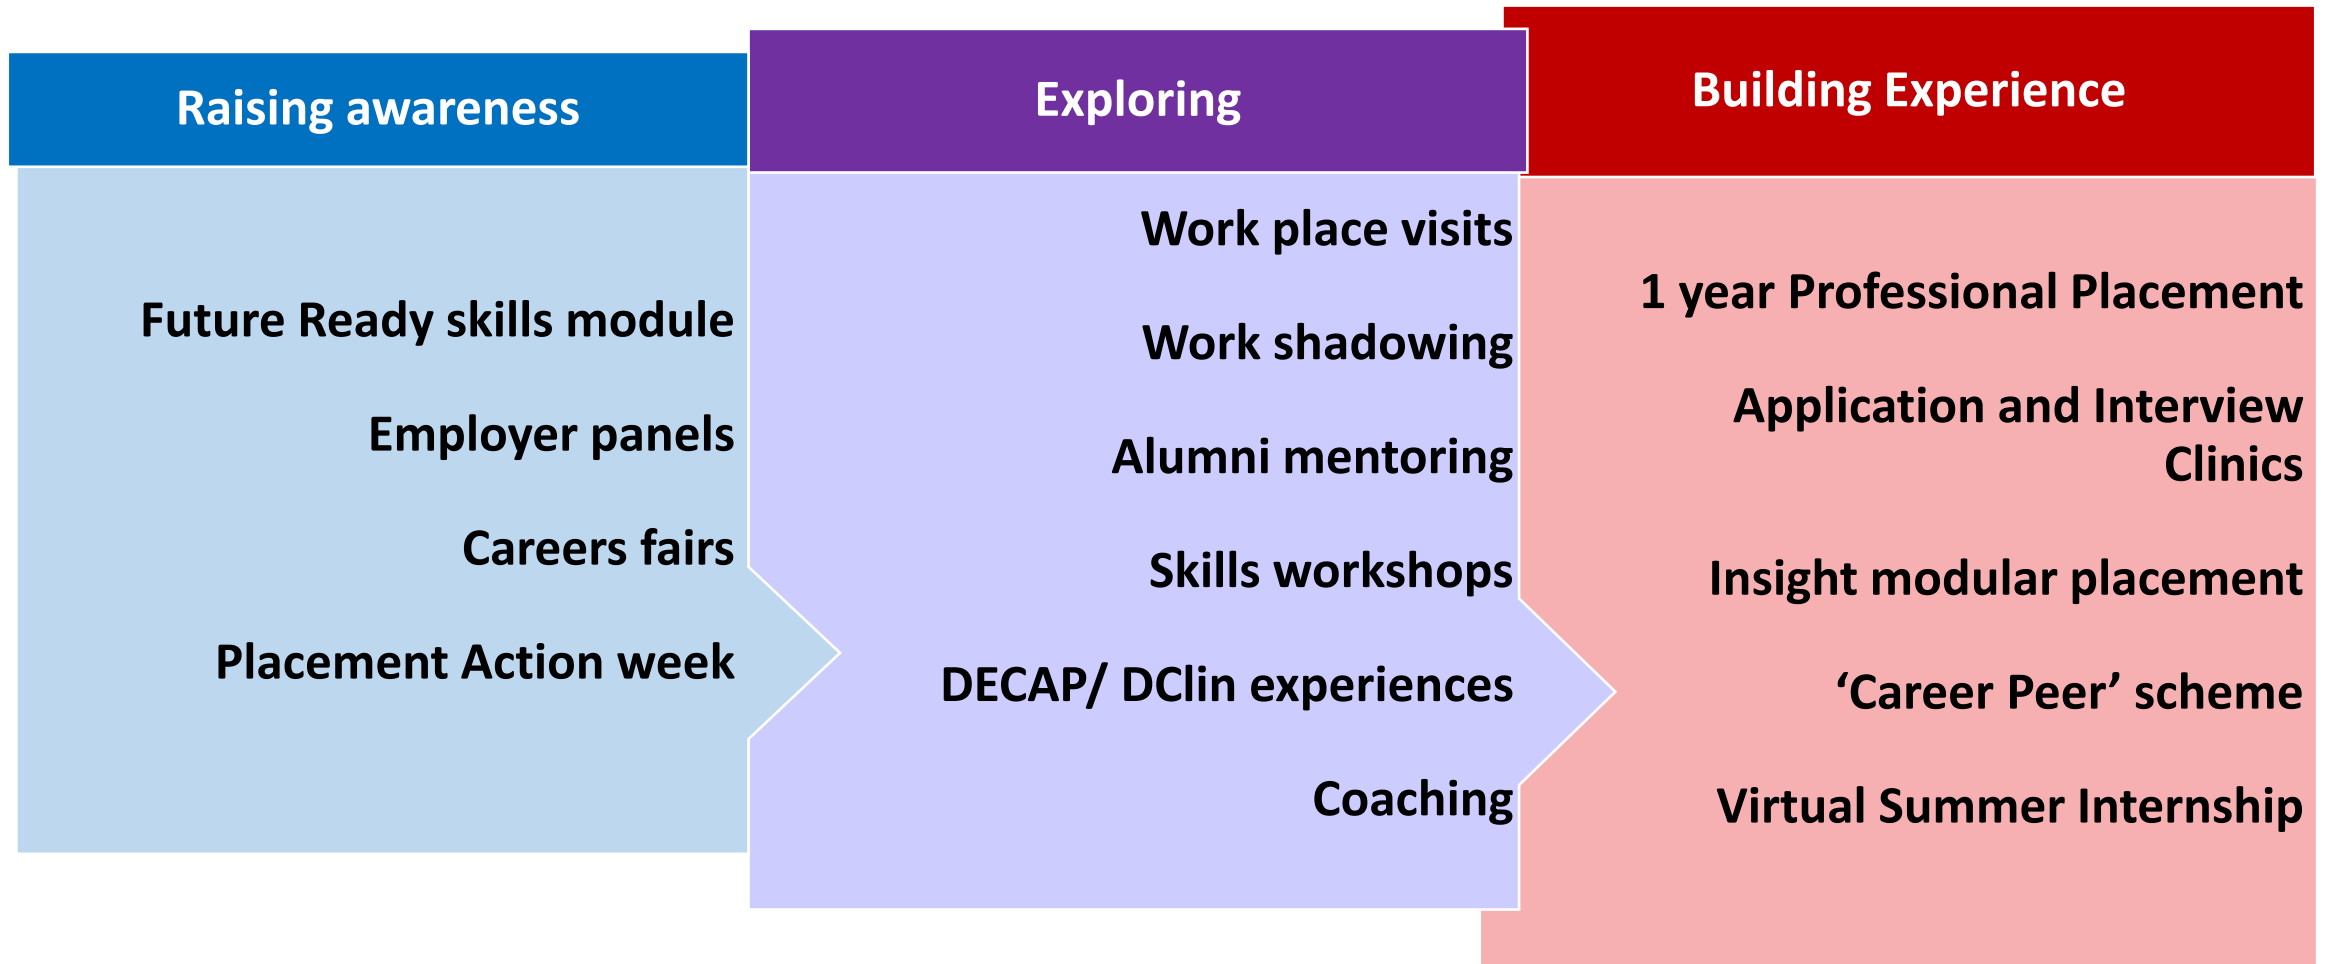 Raising awareness
Future Ready skills module
Employer panels
Careers fairs
Placement Action week
Exploring
Work place visits
Work shadowing
Alumni mentoring
Skills workshops
DECAP/ DClin experiences
Coaching
Building Experience
1 year Professional Placement
Application and Interview
Clinics
Insight modular placement
‘Career Peer’ scheme
Virtual Summer Internship